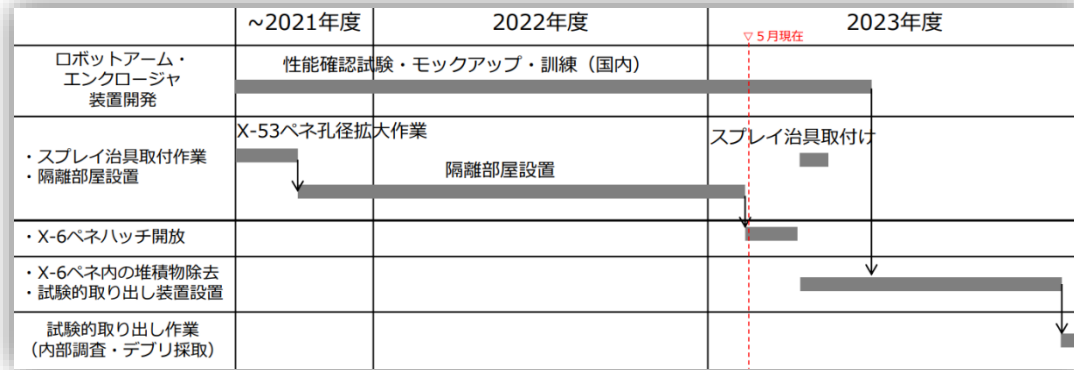 ~2021年度
2022年度
2023年度
▽５月現在
ロボットアーム・
エンクロージャ
装置開発
性能確認試験・モックアップ・訓練（国内）
・スプレイ治具取付作業
・隔離部屋設置
X-53ペネ孔径拡大作業
スプレイ治具取付け
隔離部屋設置
・X-6ペネハッチ開放
・X-6ペネ内の堆積物除去
・試験的取り出し装置設置
試験的取り出し作業
（内部調査・デブリ採取）